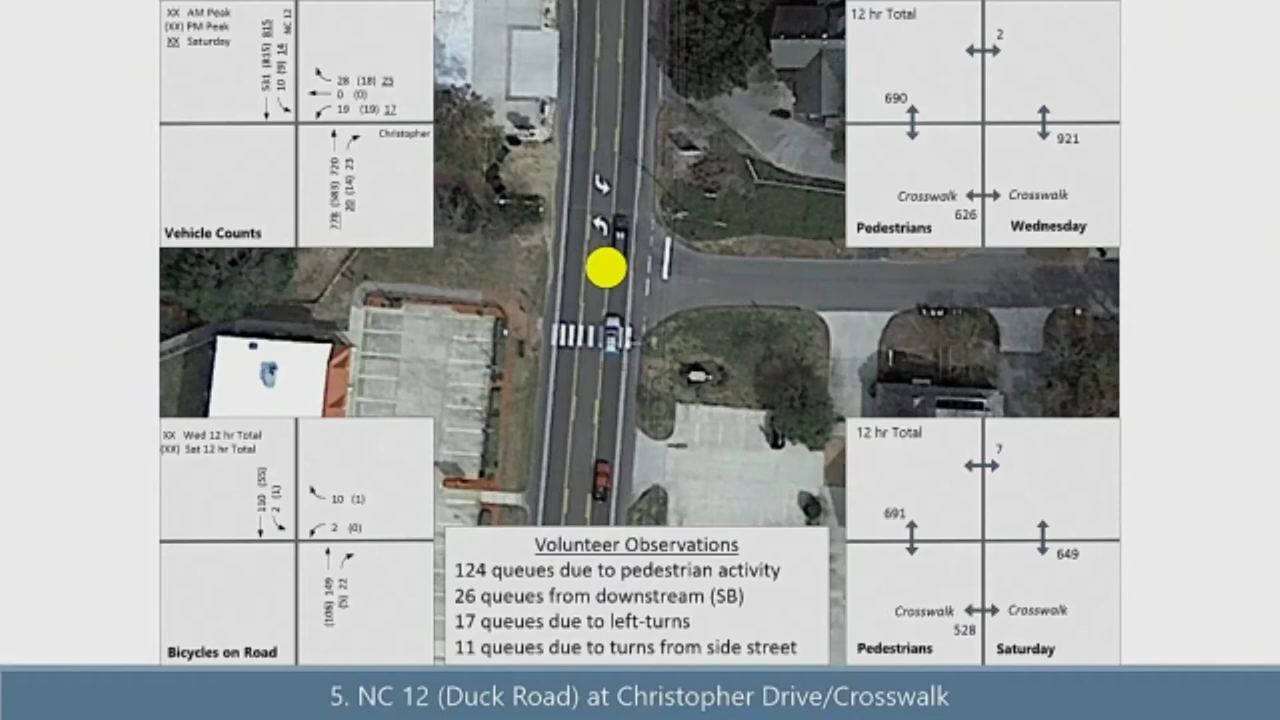 XX AM Peak
(XX) PM Peak
XX Saturday
531 (815) 815
10 (9) 14
NC 12
28 (18) 25
0 (0)
19 (19) 17
Christopher
778 (583) 720
20 (14) 23
Vehicle Counts
12 hr Total
2
690
921
Crosswalk
Crosswalk
626
Pedestrians
Wednesday
XX Wed 12 hr Total
(XX) Sat 12 hr Total
110 (55)
2 (1)
10 (1)
2 (0)
(106) 149
(5) 22
Bicycles on Road
Volunteer Observations
124 queues due to pedestrian activity
26 queues from downstream (SB)
17 queues due to left-turns
11 queues due to turns from side street
12 hr Total
7
691
649
Crosswalk
Crosswalk
528
Pedestrians
Saturday
5. NC 12 (Duck Road) at Christopher Drive/Crosswalk